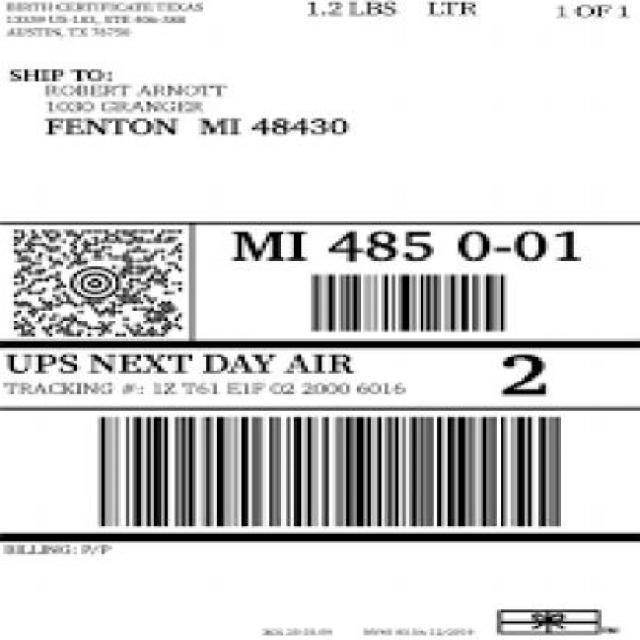 BIRTH CERTIFICATE TEXAS
1.2 LBS LTR 1 OF 1
AUSTIN, TX
SHIP TO:
ROBERT ARNOTT
1030 GRANGER
FENTON MI 48430
MI 485 0-01
UPS NEXT DAY AIR
2
TRACKING #: 1Z T61 E1F 02 2000 6016
BILLING: P/P